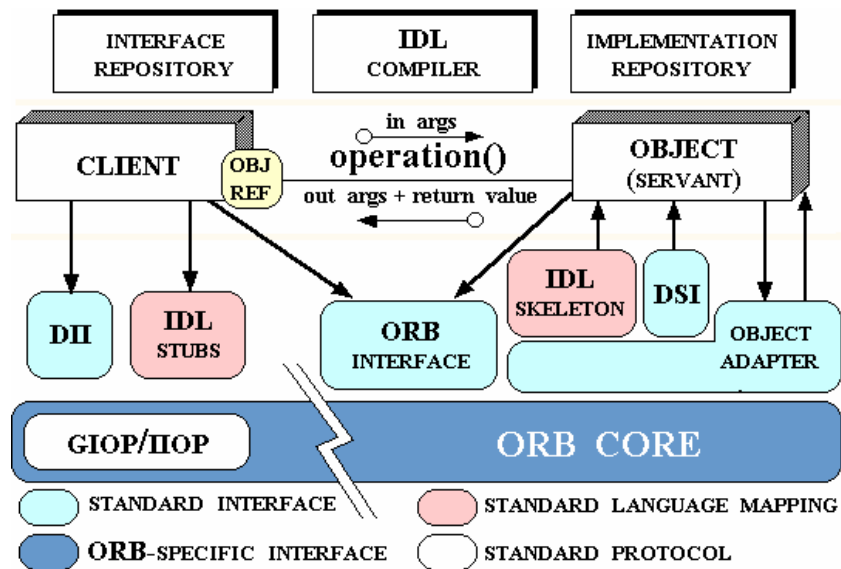 INTERFACE
REPOSITORY
IDL
COMPILER
IMPLEMENTATION
REPOSITORY
in args
CLIENT
OBJ
REF
operation()
OBJECT
(SERVANT)
out args + return value
DII
IDL
STUBS
ORB
INTERFACE
IDL
SKELETON
DSI
OBJECT
ADAPTER
GIOP/IIOP
ORB CORE
STANDARD INTERFACE
STANDARD LANGUAGE MAPPING
ORB-SPECIFIC INTERFACE
STANDARD PROTOCOL